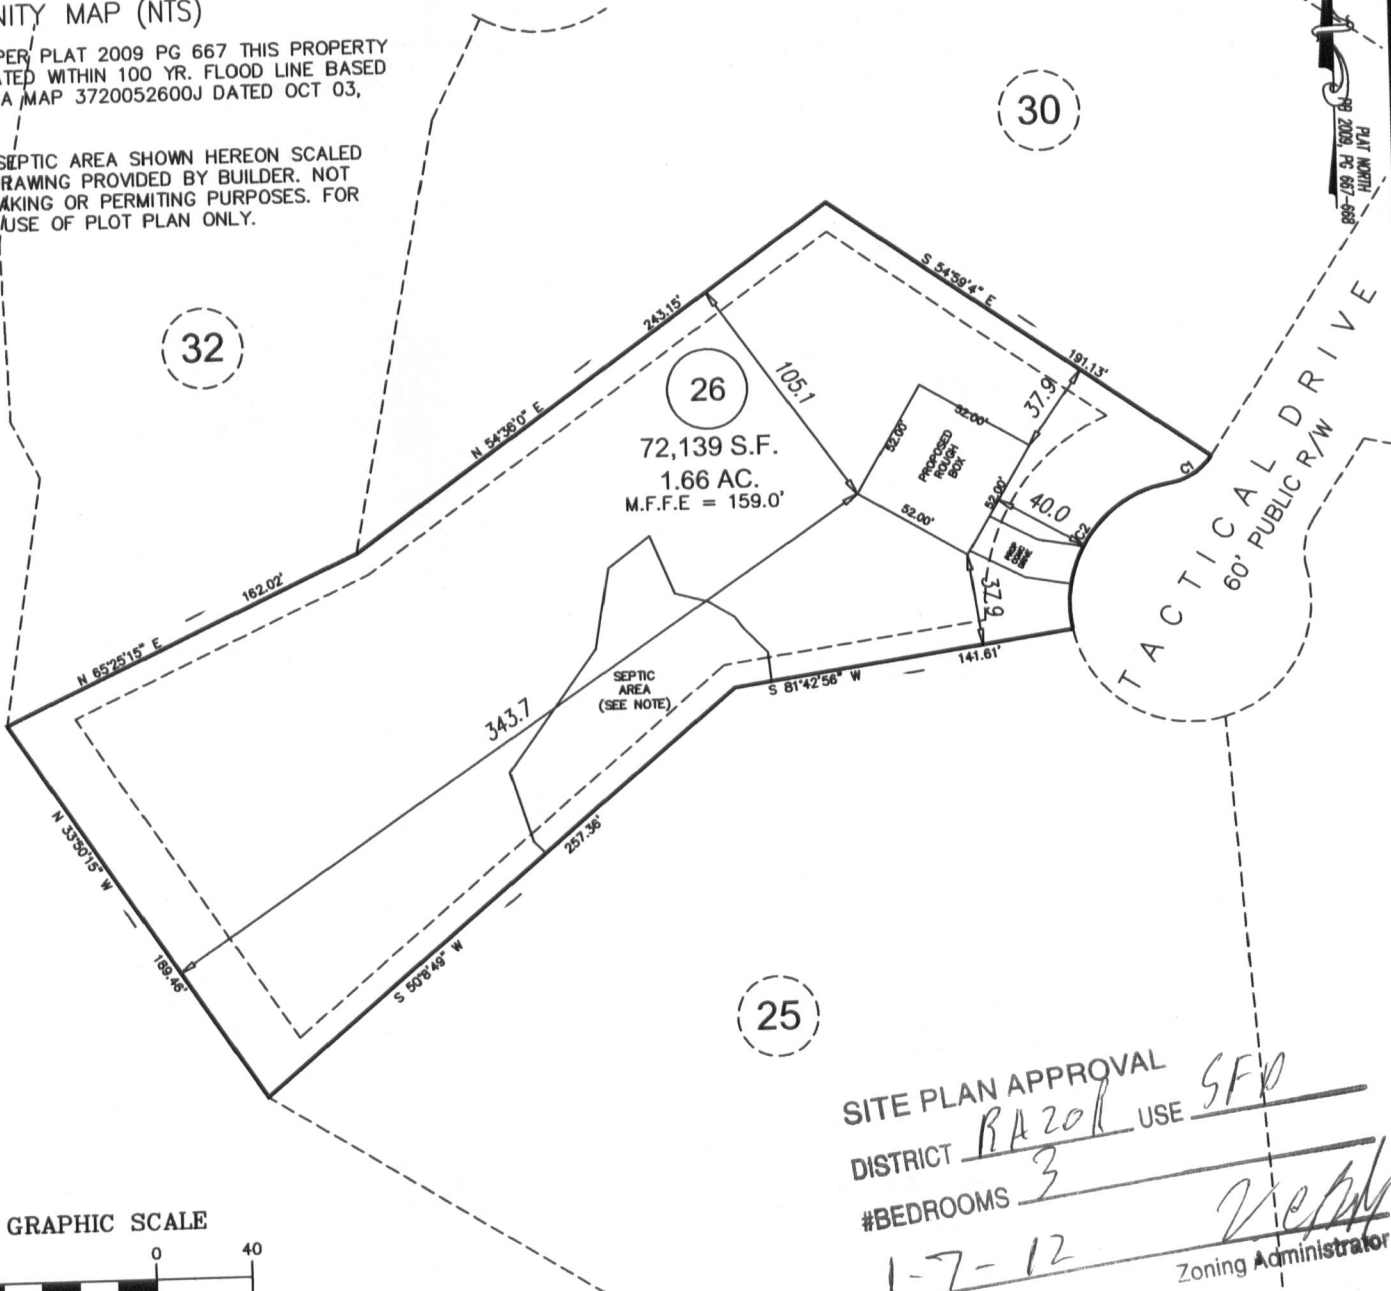 NITY MAP (NTS)
PER PLAT 2009 PG 667 THIS PROPERTY
TED WITHIN 100 YR. FLOOD LINE BASED
A MAP 3720052600J DATED OCT 03,
SEPTIC AREA SHOWN HEREON SCALED
RAWING PROVIDED BY BUILDER. NOT
AKING OR PERMITING PURPOSES. FOR
USE OF PLOT PLAN ONLY.
PLAT NORTH
PB 2009, PG 667-668
30
32
S 54°59'4" E
191.13'
243.15'
N 54°36'0" E
26
72,139 S.F.
1.66 AC.
M.F.F.E = 159.0'
105.1
37.9
52.00'
52.00'
PROPOSED
ROUGH
BOX
52.00'
52.00'
40.0
C1
C2
PROP
CONC
DRIVE
TACTICAL DRIVE
60' PUBLIC R/W
37.9
162.02'
N 65°25'15" E
141.61'
S 81°42'56" W
SEPTIC
AREA
(SEE NOTE)
343.7
257.36'
S 50°8'49" W
N 33°50'15" W
189.46'
25
SITE PLAN APPROVAL
DISTRICT RA20R USE SFD
#BEDROOMS 3
1-7-12
Zoning Administrator
GRAPHIC SCALE
0 40